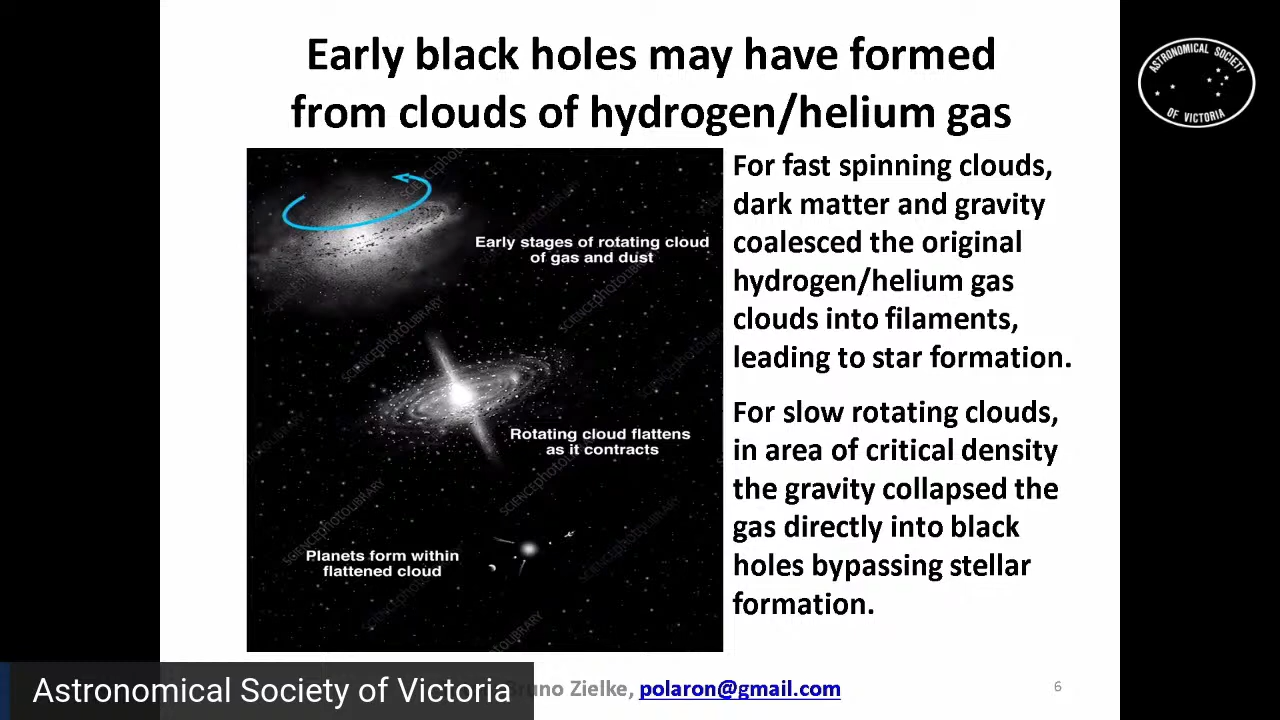 Early black holes may have formed
from clouds of hydrogen/helium gas
ASTRONOMICAL SOCIETY
OF VICTORIA
Early stages of rotating cloud
of gas and dust
Rotating cloud flattens
as it contracts
Planets form within
flattened cloud
SCIENCEPHOTOLIBRARY
For fast spinning clouds,
dark matter and gravity
coalesced the original
hydrogen/helium gas
clouds into filaments,
leading to star formation.
For slow rotating clouds,
in area of critical density
the gravity collapsed the
gas directly into black
holes bypassing stellar
formation.
Astronomical Society of Victoria
Zielke, polaron@gmail.com
6